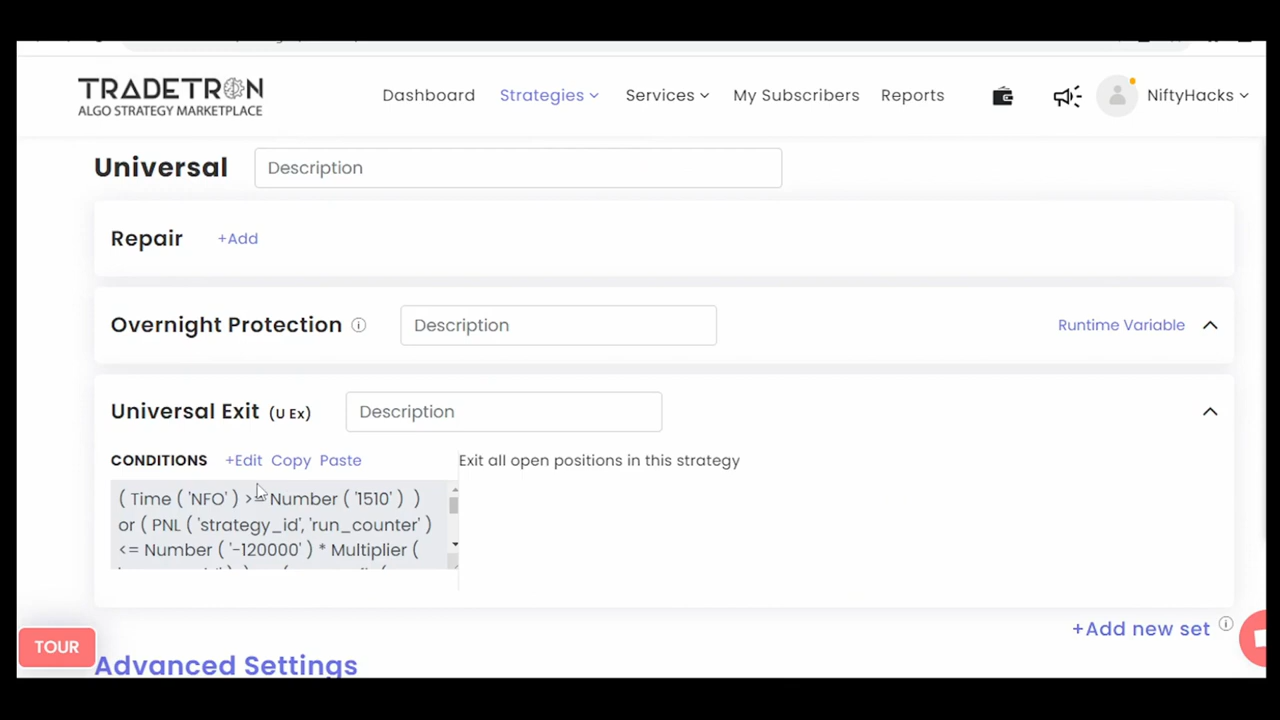 TRADETRON
ALGO STRATEGY MARKETPLACE
Dashboard Strategies Services My Subscribers Reports NiftyHacks
Universal Description
Repair +Add
Overnight Protection Description Runtime Variable
Universal Exit (U Ex) Description
CONDITIONS +Edit Copy Paste Exit all open positions in this strategy
( Time ( 'NFO' ) >= Number ( '1510' ) )
or ( PNL ( 'strategy_id', 'run_counter' )
<= Number ( '-120000' ) * Multiplier (
+Add new set
TOUR
Advanced Settings